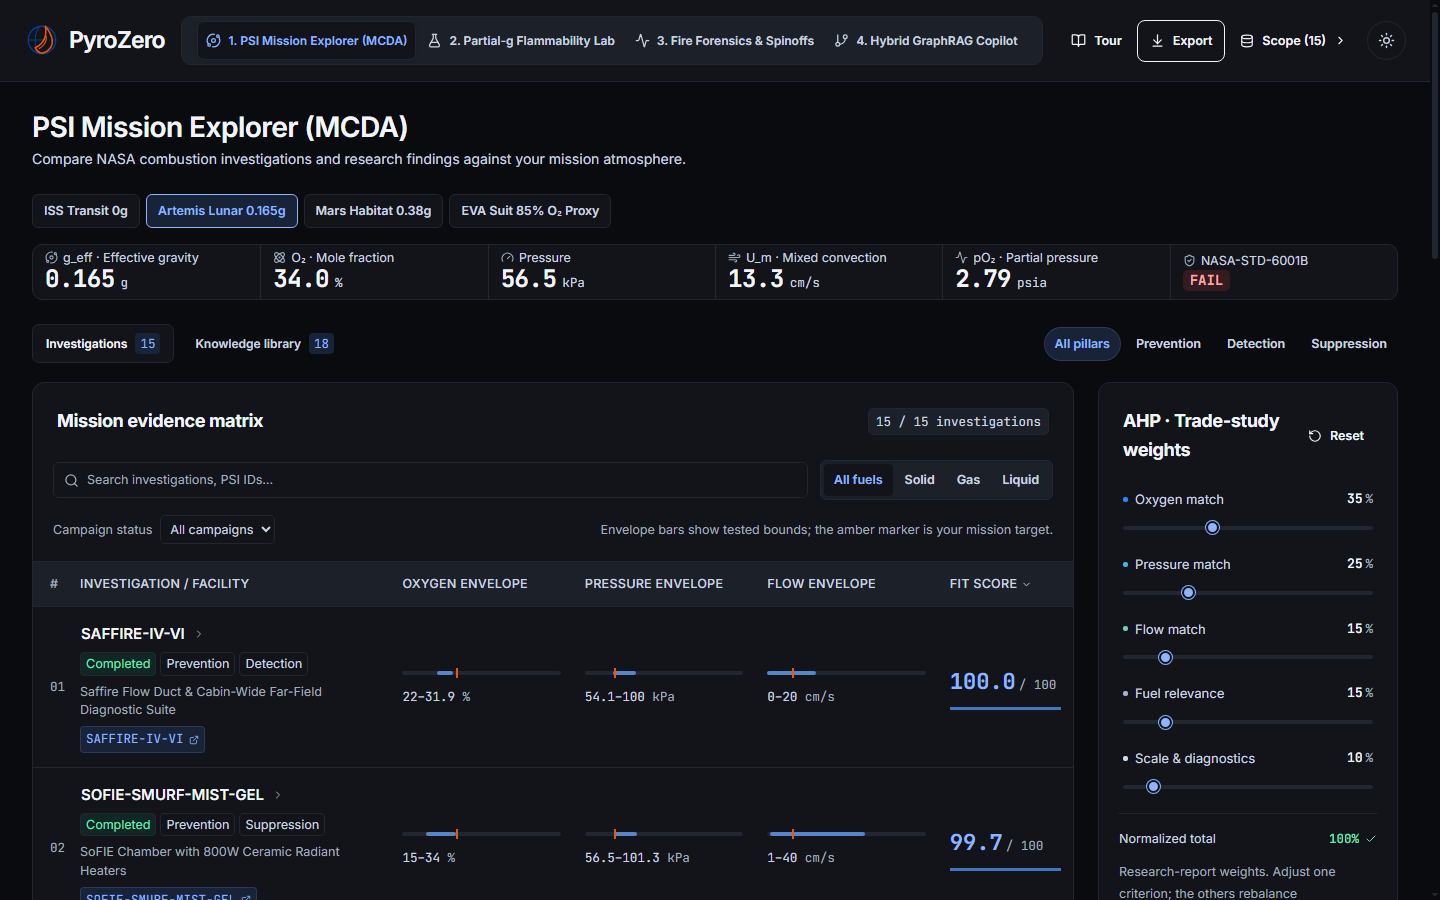 PyroZero
1. PSI Mission Explorer (MCDA)
2. Partial-g Flammability Lab
3. Fire Forensics & Spinoffs
4. Hybrid GraphRAG Copilot
Tour
Export
Scope (15)
PSI Mission Explorer (MCDA)
Compare NASA combustion investigations and research findings against your mission atmosphere.
ISS Transit 0g
Artemis Lunar 0.165g
Mars Habitat 0.38g
EVA Suit 85% O₂ Proxy
g_eff · Effective gravity
0.165 g
O₂ · Mole fraction
34.0 %
Pressure
56.5 kPa
U_m · Mixed convection
13.3 cm/s
pO₂ · Partial pressure
2.79 psia
NASA-STD-6001B
FAIL
Investigations 15
Knowledge library 18
All pillars
Prevention
Detection
Suppression
Mission evidence matrix
15 / 15 investigations
Search investigations, PSI IDs...
All fuels
Solid
Gas
Liquid
Campaign status
All campaigns
Envelope bars show tested bounds; the amber marker is your mission target.
# INVESTIGATION / FACILITY OXYGEN ENVELOPE PRESSURE ENVELOPE FLOW ENVELOPE FIT SCORE
01
SAFFIRE-IV-VI
Completed Prevention Detection
Saffire Flow Duct & Cabin-Wide Far-Field
Diagnostic Suite
SAFFIRE-IV-VI
22–31.9 %
54.1–100 kPa
0–20 cm/s
100.0 / 100
02
SOFIE-SMURF-MIST-GEL
Completed Prevention Suppression
SoFIE Chamber with 800W Ceramic Radiant
Heaters
SOFIE-SMURF-MIST-GEL
15–34 %
56.5–101.3 kPa
1–40 cm/s
99.7 / 100
AHP · Trade-study
weights
Reset
Oxygen match 35 %
Pressure match 25 %
Flow match 15 %
Fuel relevance 15 %
Scale & diagnostics 10 %
Normalized total 100%
Research-report weights. Adjust one
criterion; the others rebalance